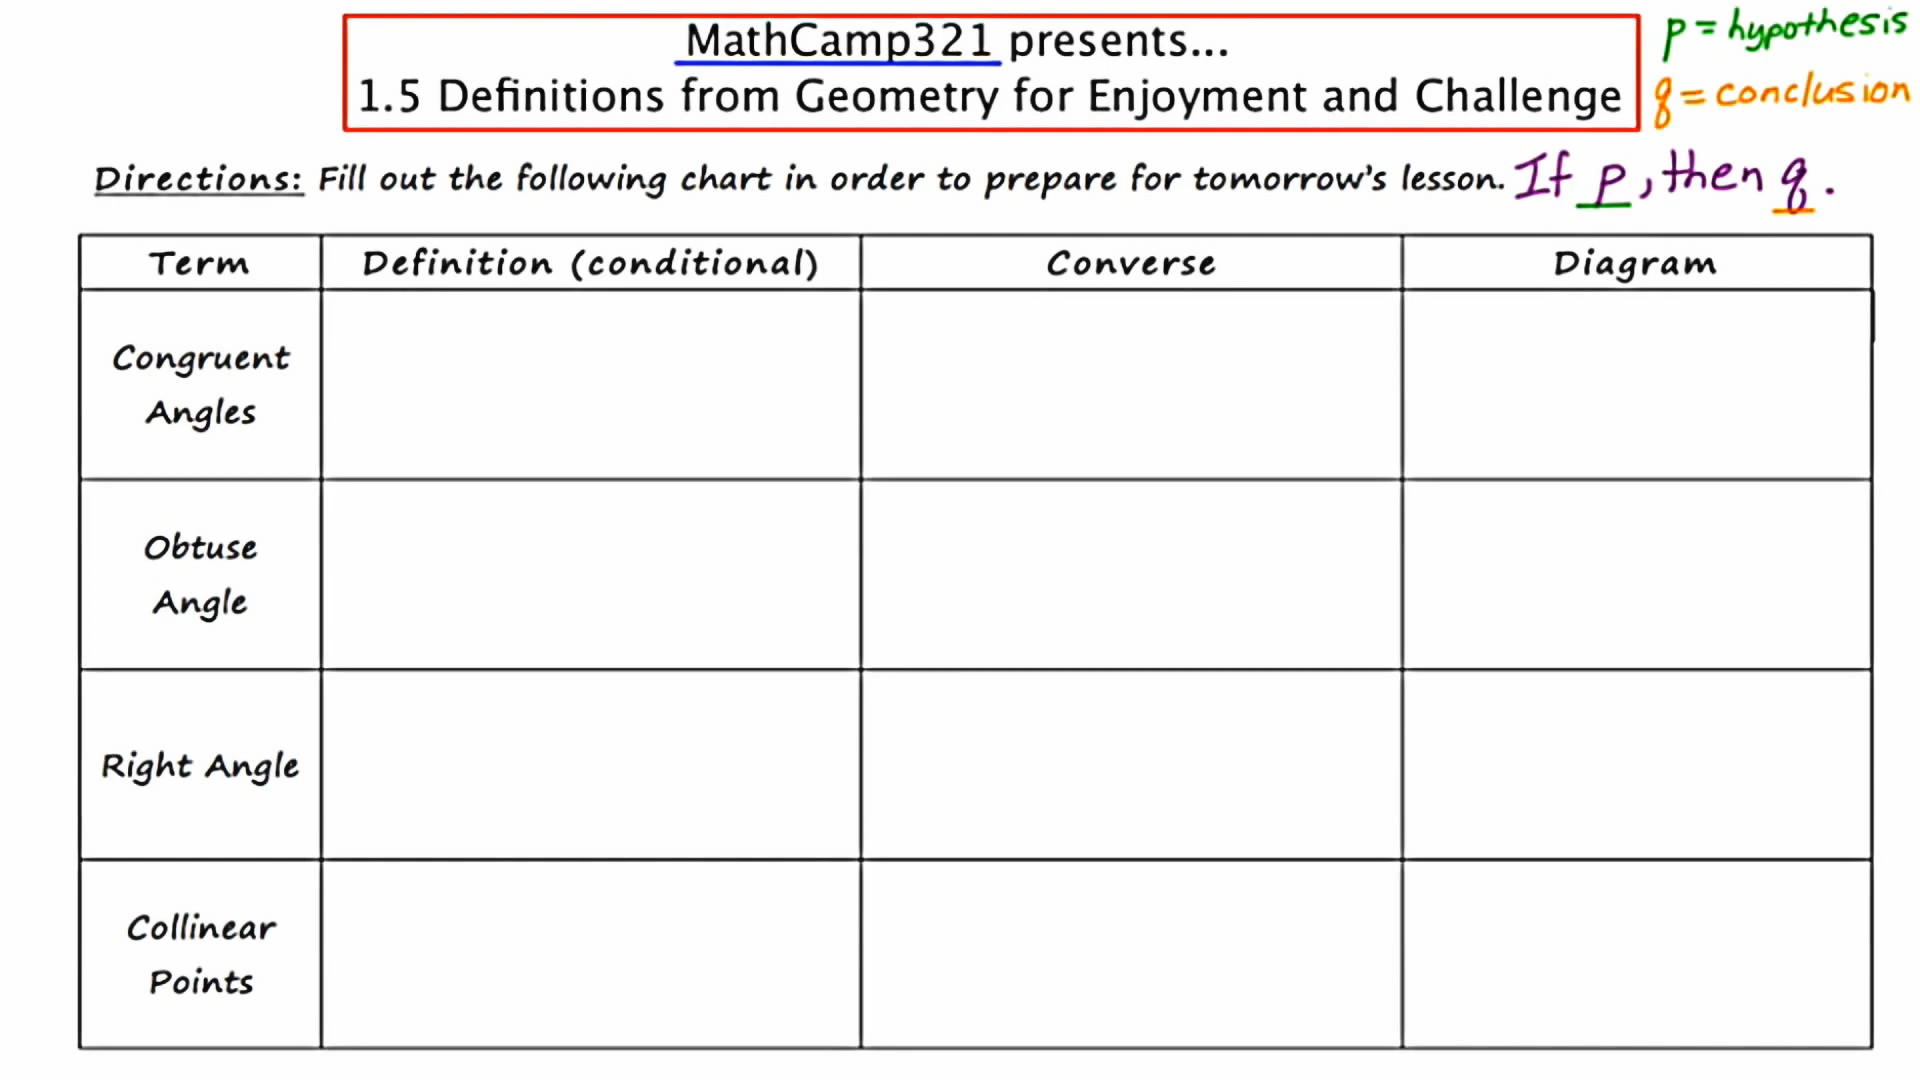 MathCamp321 presents...
1.5 Definitions from Geometry for Enjoyment and Challenge
p = hypothesis
q = conclusion
Directions: Fill out the following chart in order to prepare for tomorrow's lesson. If p, then q.
Term Definition (conditional) Converse Diagram
Congruent
Angles
Obtuse
Angle
Right Angle
Collinear
Points